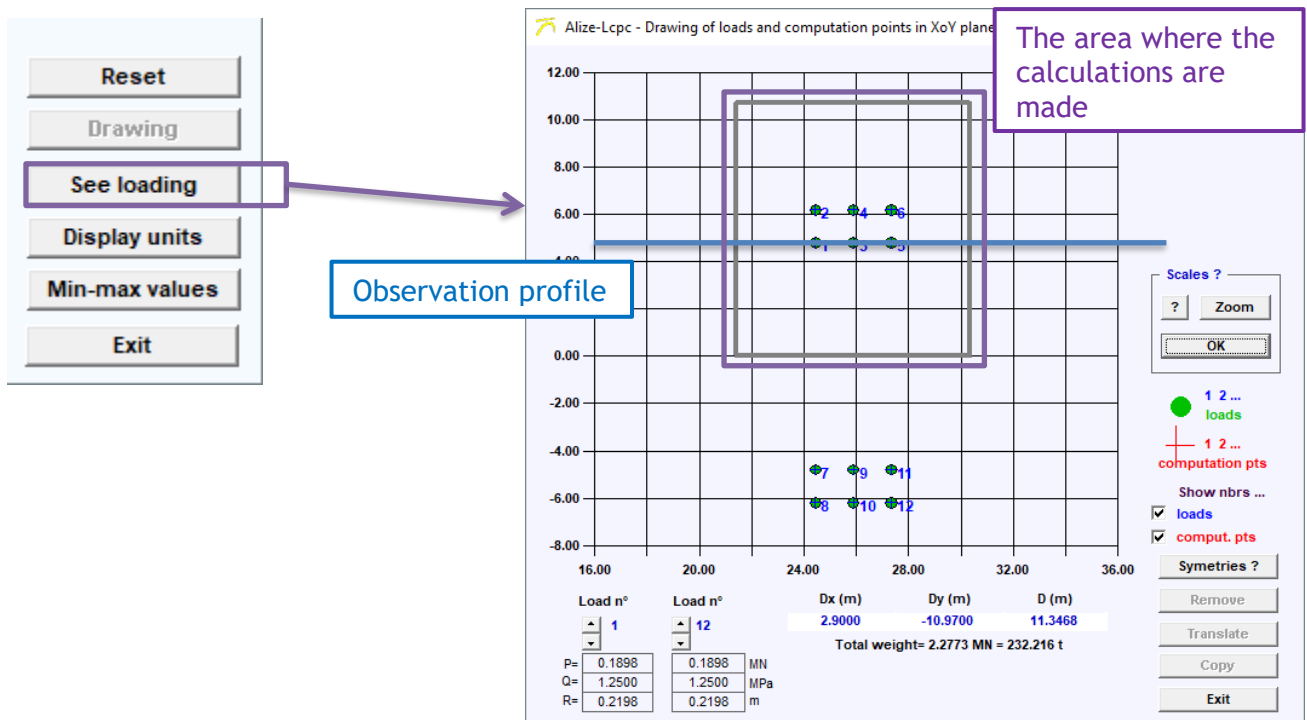 Reset
Drawing
See loading
Display units
Min-max values
Exit
Observation profile
Alize-Lcpc - Drawing of loads and computation points in XoY plane
The area where the
calculations are
made
12.00
10.00
8.00
6.00
4.00
0.00
-2.00
-4.00
-6.00
-8.00
2 4 6
1 3 5
7 9 11
8 10 12
16.00 20.00 24.00 28.00 32.00 36.00
Scales ?
? Zoom
OK
1 2 ...
loads
1 2 ...
computation pts
Show nbrs ...
loads
comput. pts
Symetries ?
Remove
Translate
Copy
Exit
Load n° Load n° Dx (m) Dy (m) D (m)
1 12 2.9000 -10.9700 11.3468
Total weight= 2.2773 MN = 232.216 t
P= 0.1898 0.1898 MN
Q= 1.2500 1.2500 MPa
R= 0.2198 0.2198 m